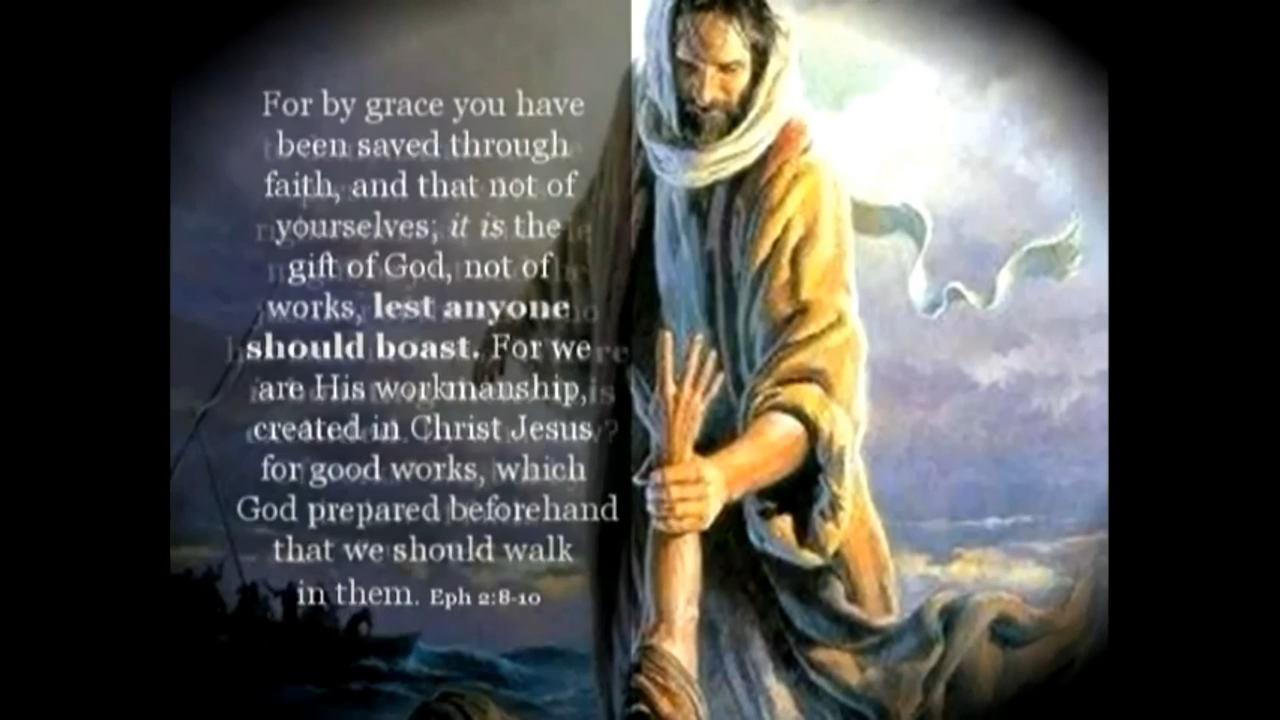 For by grace you have
been saved through
faith, and that not of
yourselves; it is the
gift of God, not of
works, lest anyone
should boast. For we
are His workmanship,
created in Christ Jesus
for good works, which
God prepared beforehand
that we should walk
in them. Eph 2:8-10